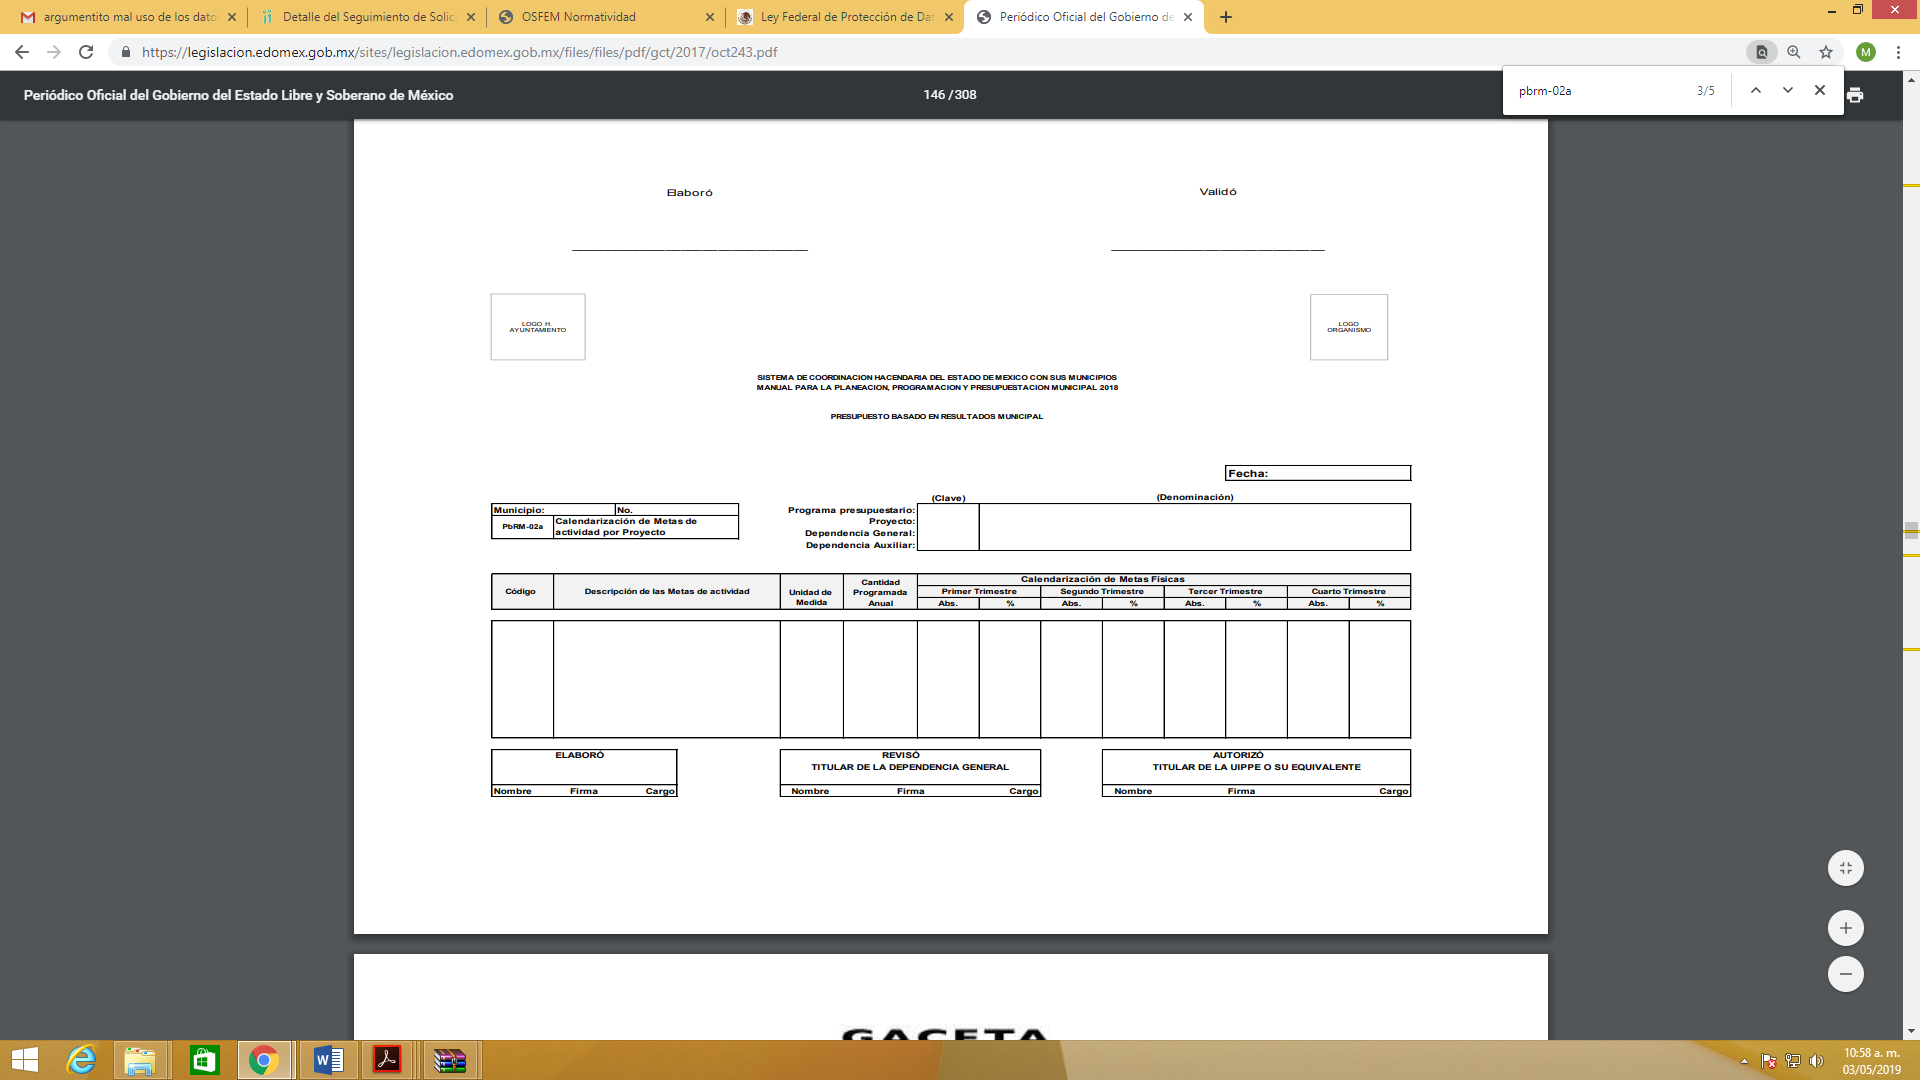 argumentito mal uso de los dato
Detalle del Seguimiento de Solici
OSFEM Normatividad
Ley Federal de Protección de Dat
Periódico Oficial del Gobierno de
https://legislacion.edomex.gob.mx/sites/legislacion.edomex.gob.mx/files/files/pdf/gct/2017/oct243.pdf
M
Periódico Oficial del Gobierno del Estado Libre y Soberano de México
146 / 308
pbrm-02a
3/5
Elaboró
Validó
LOGO H.
AYUNTAMIENTO
LOGO
ORGANISMO
SISTEMA DE COORDINACION HACENDARIA DEL ESTADO DE MEXICO CON SUS MUNICIPIOS
MANUAL PARA LA PLANEACION, PROGRAMACION Y PRESUPUESTACION MUNICIPAL 2018
PRESUPUESTO BASADO EN RESULTADOS MUNICIPAL
Fecha:
(Clave) (Denominación)
Municipio: No.
PbRM-02a Calendarización de Metas de
actividad por Proyecto
Programa presupuestario:
Proyecto:
Dependencia General:
Dependencia Auxiliar:
Código
Descripción de las Metas de actividad
Unidad de
Medida
Cantidad
Programada
Anual
Calendarización de Metas Físicas
Primer Trimestre Segundo Trimestre Tercer Trimestre Cuarto Trimestre
Abs. % Abs. % Abs. % Abs. %
ELABORÓ
Nombre Firma Cargo
REVISÓ
TITULAR DE LA DEPENDENCIA GENERAL
Nombre Firma Cargo
AUTORIZÓ
TITULAR DE LA UIPPE O SU EQUIVALENTE
Nombre Firma Cargo
GACETA
10:58 a. m.
03/05/2019